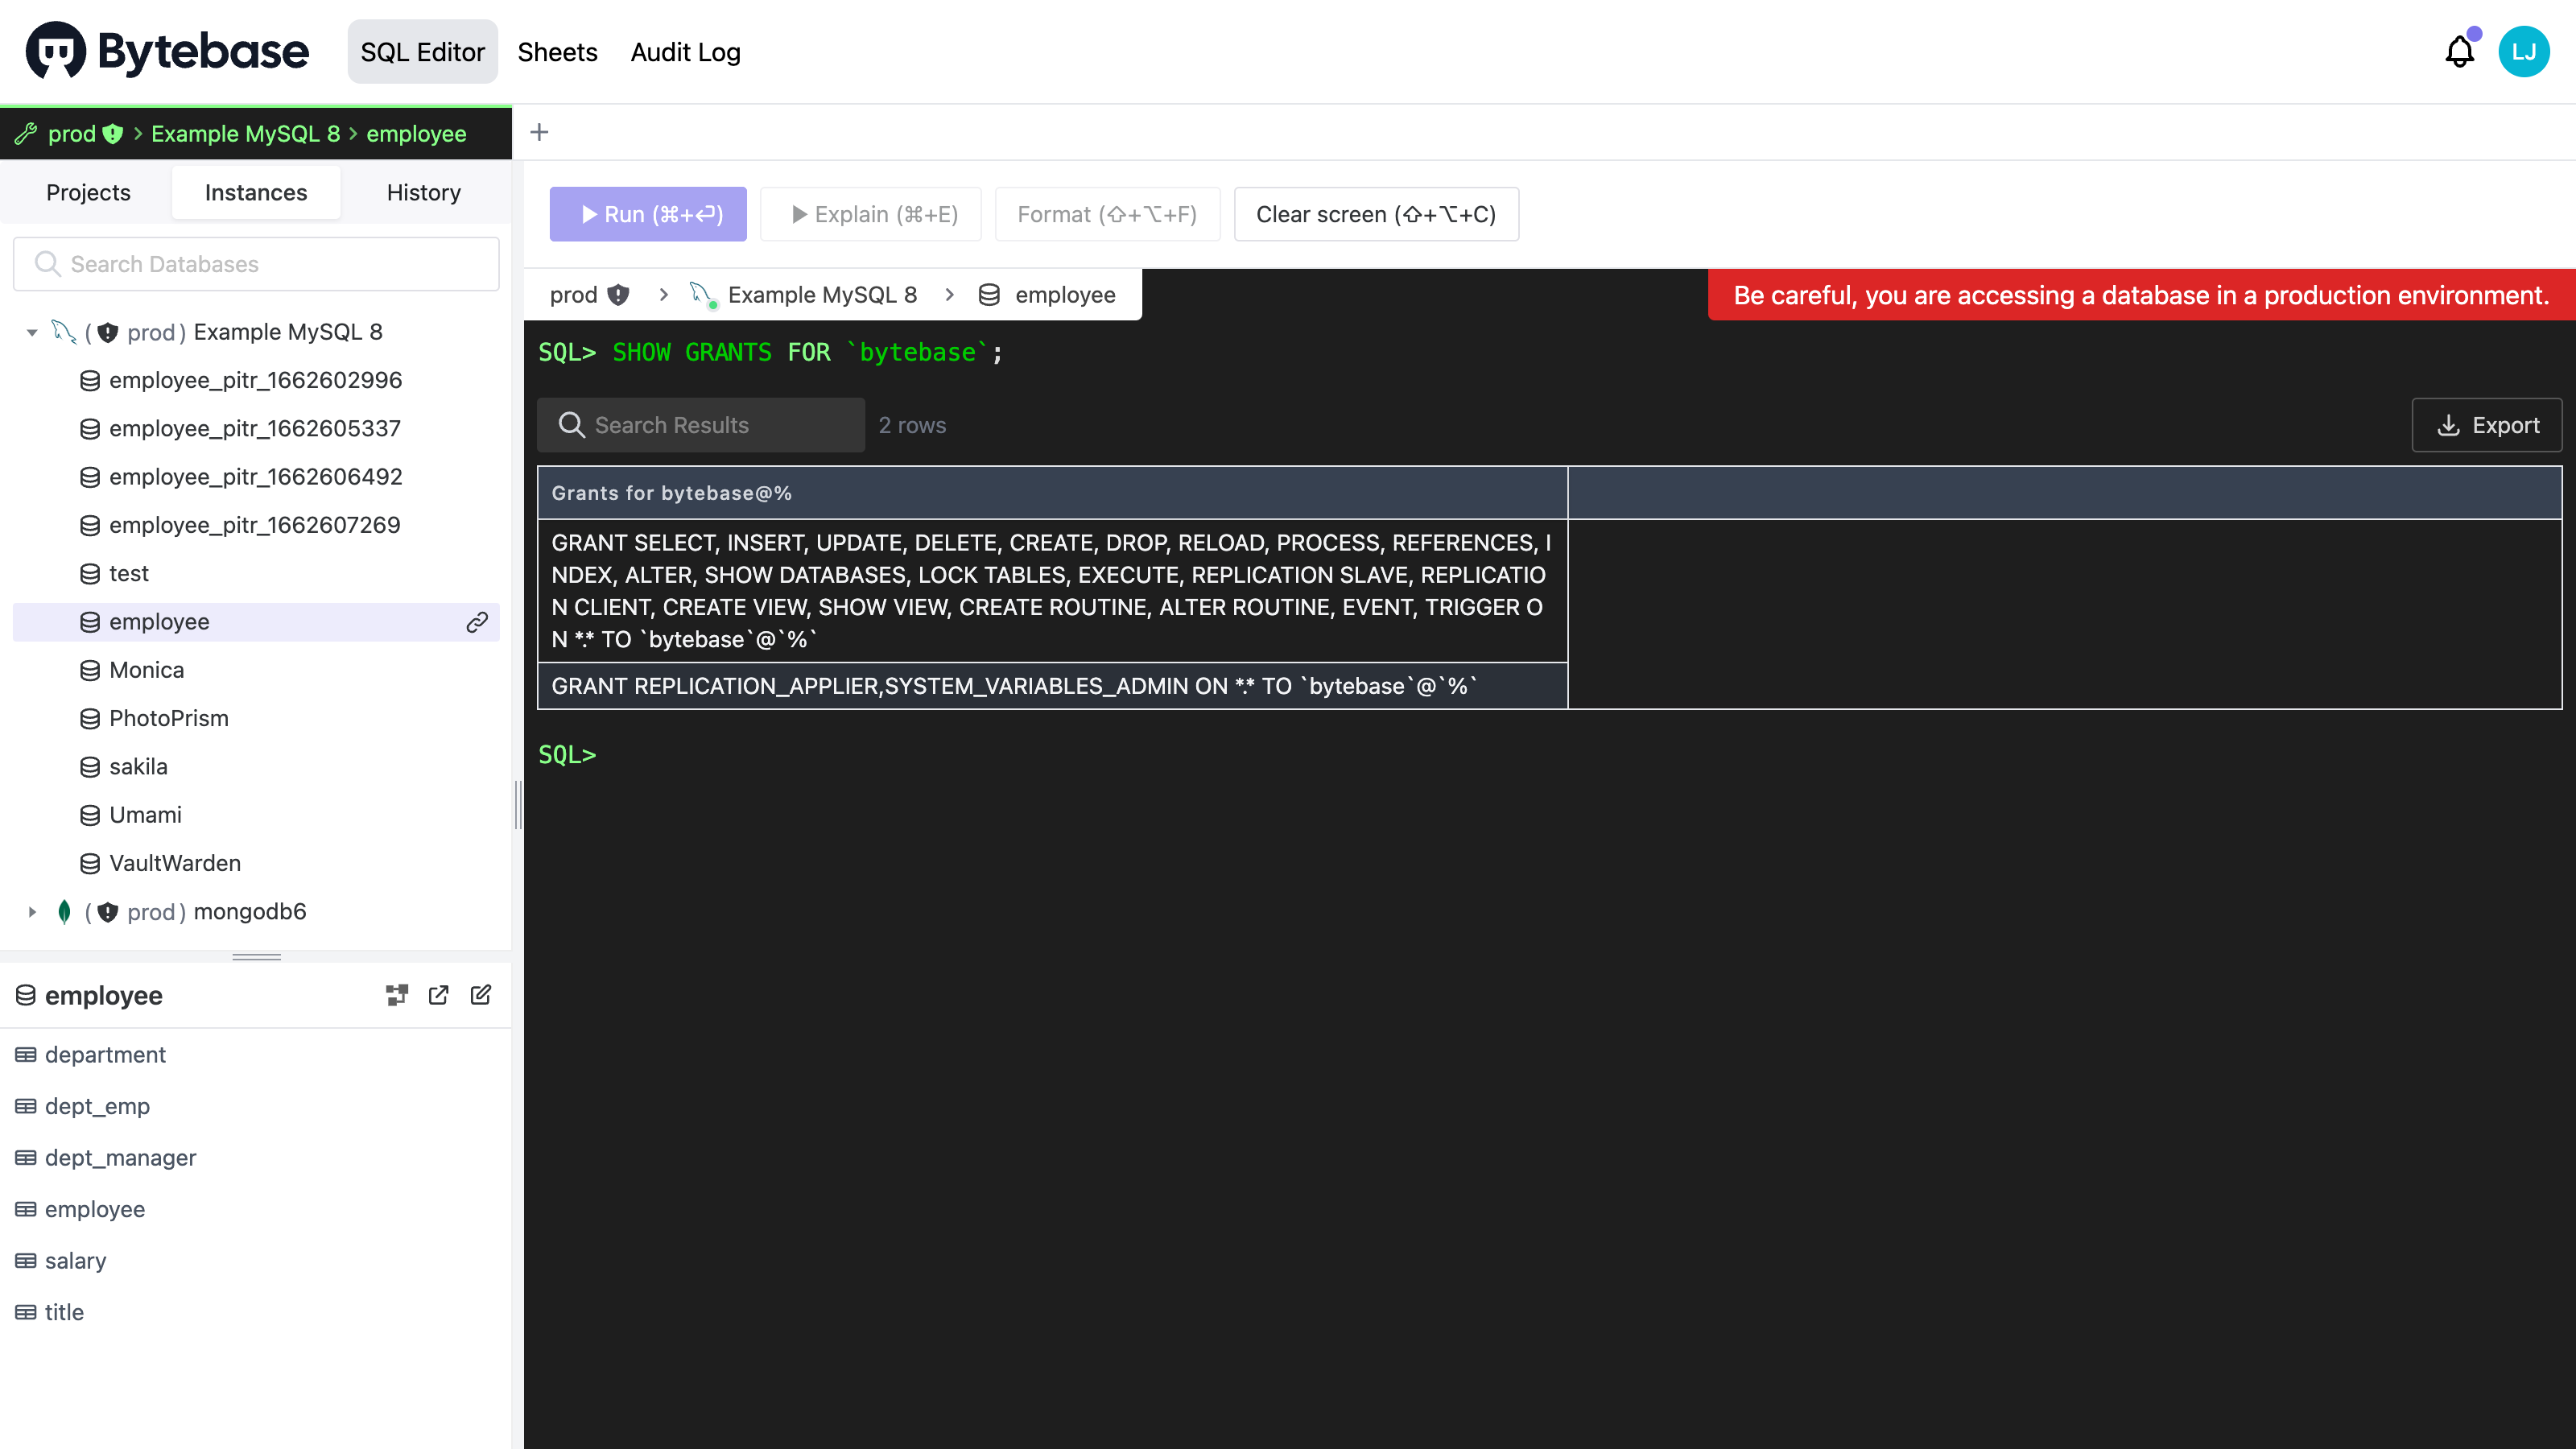 Bytebase
SQL Editor
Sheets
Audit Log
LJ
prod > Example MySQL 8 > employee
+
Projects
Instances
History
Search Databases
(prod) Example MySQL 8
employee_pitr_1662602996
employee_pitr_1662605337
employee_pitr_1662606492
employee_pitr_1662607269
test
employee
Monica
PhotoPrism
sakila
Umami
VaultWarden
(prod) mongodb6
employee
department
dept_emp
dept_manager
employee
salary
title
Run (⌘+⏎)
Explain (⌘+E)
Format (⇧+⌥+F)
Clear screen (⇧+⌥+C)
prod > Example MySQL 8 > employee
Be careful, you are accessing a database in a production environment.
SQL> SHOW GRANTS FOR `bytebase`;
Search Results
2 rows
Export
Grants for bytebase@%
GRANT SELECT, INSERT, UPDATE, DELETE, CREATE, DROP, RELOAD, PROCESS, REFERENCES, I
NDEX, ALTER, SHOW DATABASES, LOCK TABLES, EXECUTE, REPLICATION SLAVE, REPLICATIO
N CLIENT, CREATE VIEW, SHOW VIEW, CREATE ROUTINE, ALTER ROUTINE, EVENT, TRIGGER O
N *.* TO `bytebase`@`%`
GRANT REPLICATION_APPLIER,SYSTEM_VARIABLES_ADMIN ON *.* TO `bytebase`@`%`
SQL>